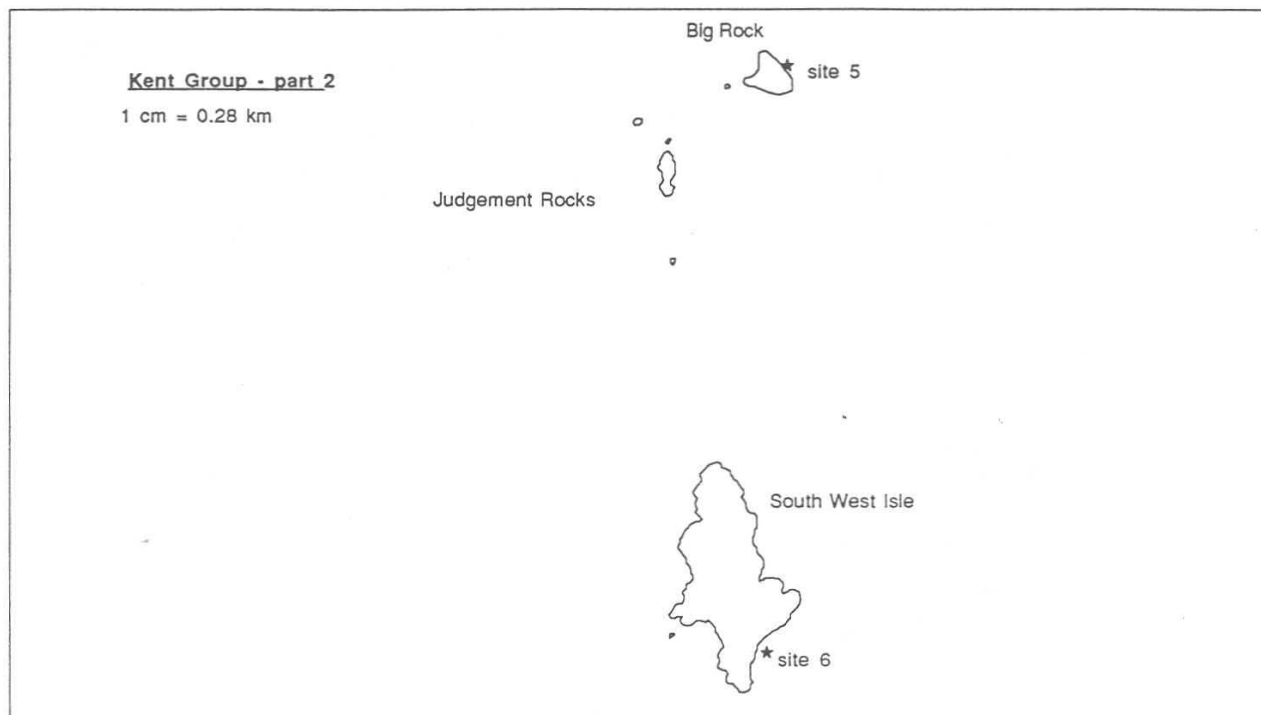 Big Rock
site 5
Kent Group - part 2
1 cm = 0.28 km
Judgement Rocks
South West Isle
site 6